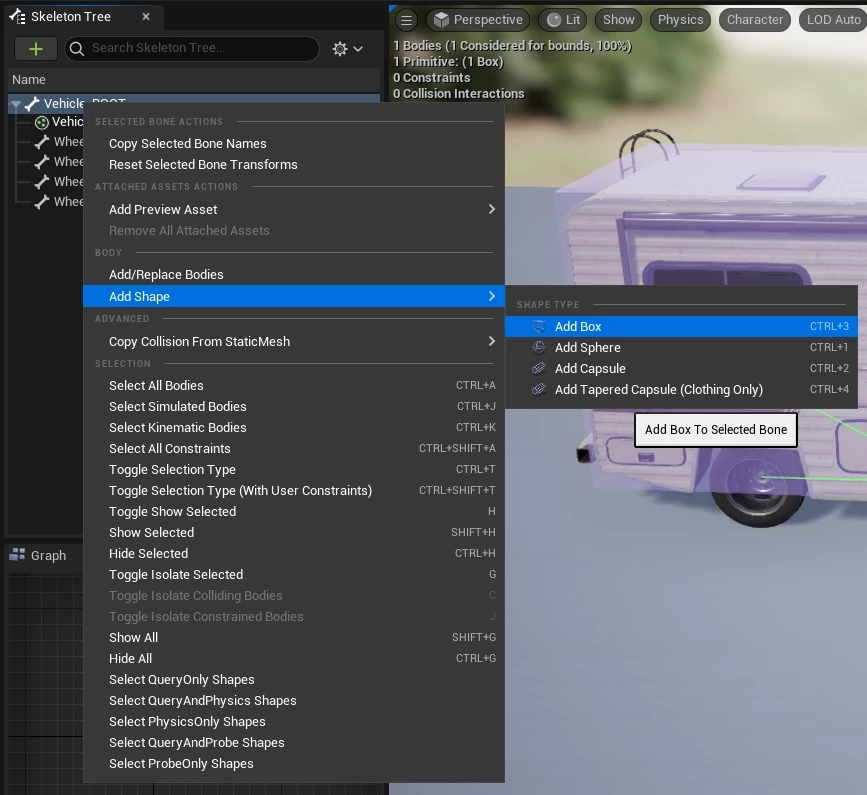 Skeleton Tree
Perspective
Lit
Show
Physics
Character
LOD Auto
Search Skeleton Tree...
1 Bodies (1 Considered for bounds, 100%)
1 Primitive: (1 Box)
0 Constraints
0 Collision Interactions
Name
Vehicle_ROOT
Vehic
Whee
Whee
Whee
Whee
SELECTED BONE ACTIONS
Copy Selected Bone Names
Reset Selected Bone Transforms
ATTACHED ASSETS ACTIONS
Add Preview Asset
Remove All Attached Assets
BODY
Add/Replace Bodies
Add Shape
ADVANCED
Copy Collision From StaticMesh
SELECTION
Select All Bodies CTRL+A
Select Simulated Bodies CTRL+J
Select Kinematic Bodies CTRL+K
Select All Constraints CTRL+SHIFT+A
Toggle Selection Type CTRL+T
Toggle Selection Type (With User Constraints) CTRL+SHIFT+T
Toggle Show Selected H
Show Selected SHIFT+H
Hide Selected CTRL+H
Toggle Isolate Selected G
Toggle Isolate Colliding Bodies C
Toggle Isolate Constrained Bodies J
Show All SHIFT+G
Hide All CTRL+G
Select QueryOnly Shapes
Select QueryAndPhysics Shapes
Select PhysicsOnly Shapes
Select QueryAndProbe Shapes
Select ProbeOnly Shapes
SHAPE TYPE
Add Box CTRL+3
Add Sphere CTRL+1
Add Capsule CTRL+2
Add Tapered Capsule (Clothing Only) CTRL+4
Add Box To Selected Bone
Graph